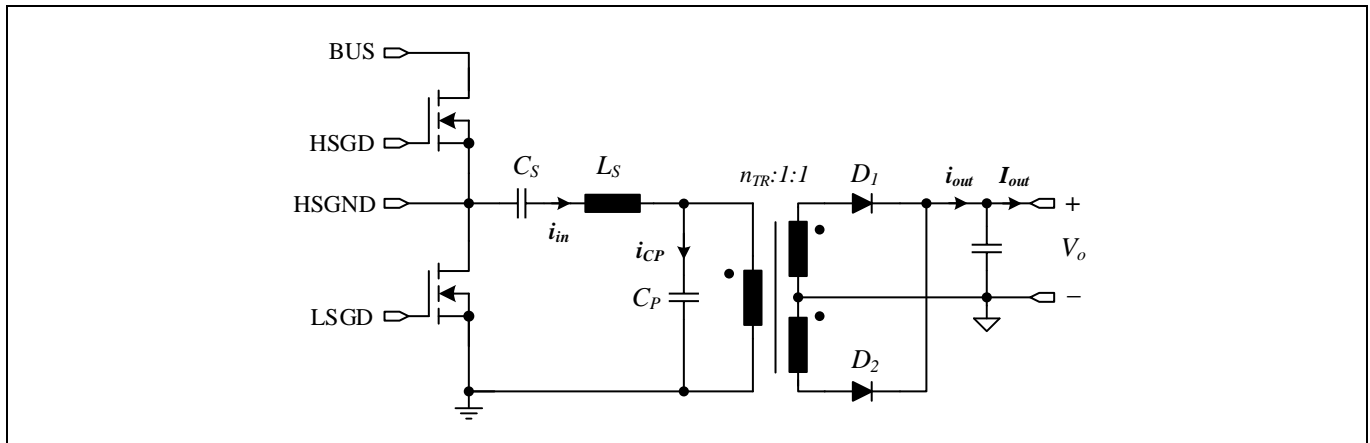 BUS
HSGD
HSGND
LSGD
C_S
L_S
i_in
i_CP
C_P
n_TR:1:1
D_1
D_2
i_out
I_out
+
V_o
−